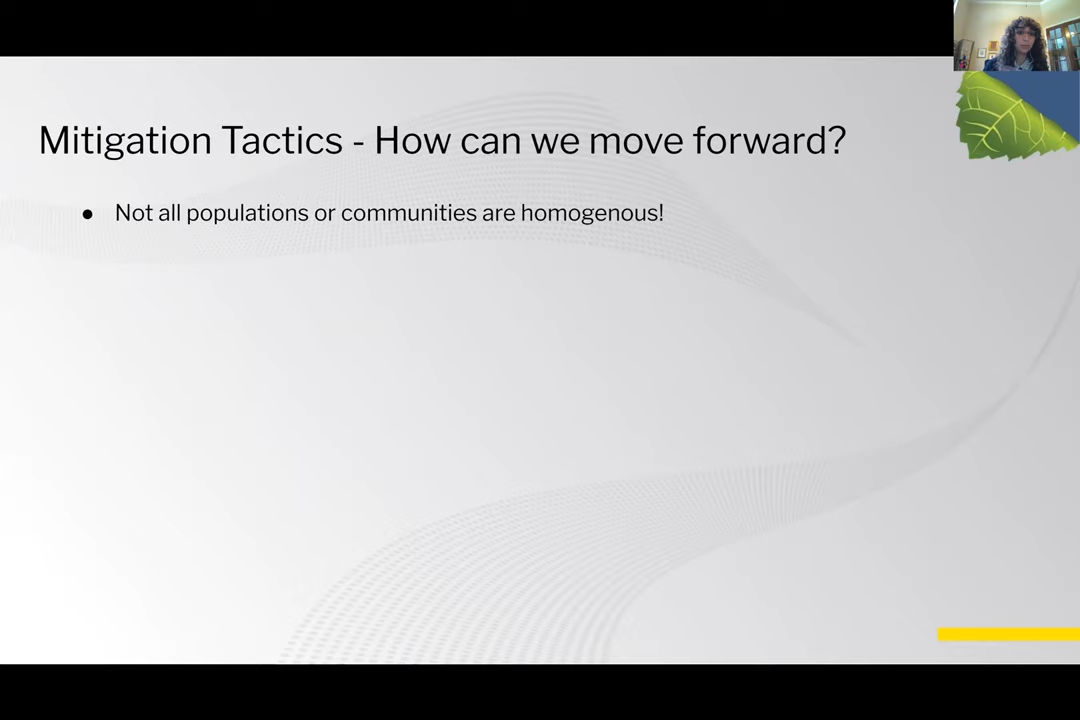 Mitigation Tactics - How can we move forward?
● Not all populations or communities are homogenous!